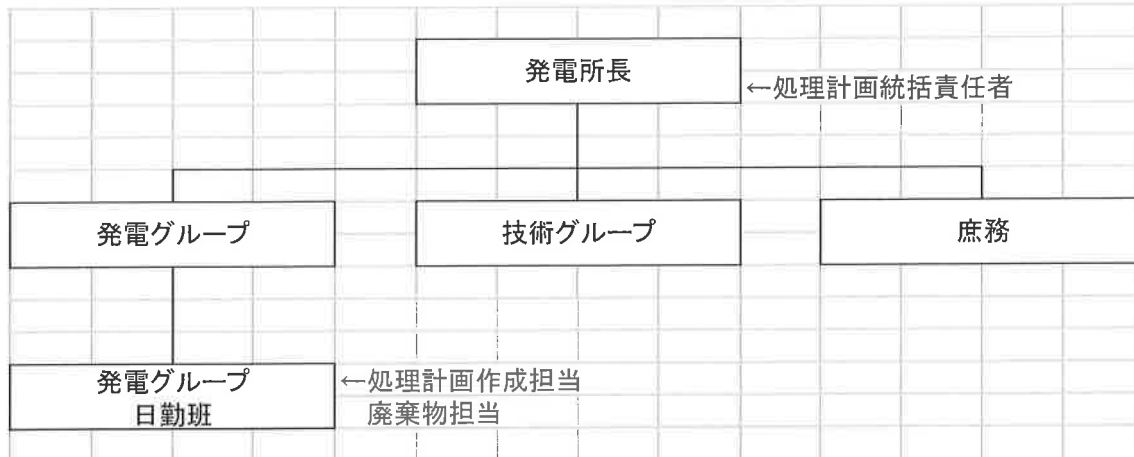 発電所長
←処理計画統括責任者
発電グループ
技術グループ
庶務
発電グループ
日勤班
←処理計画作成担当
廃棄物担当